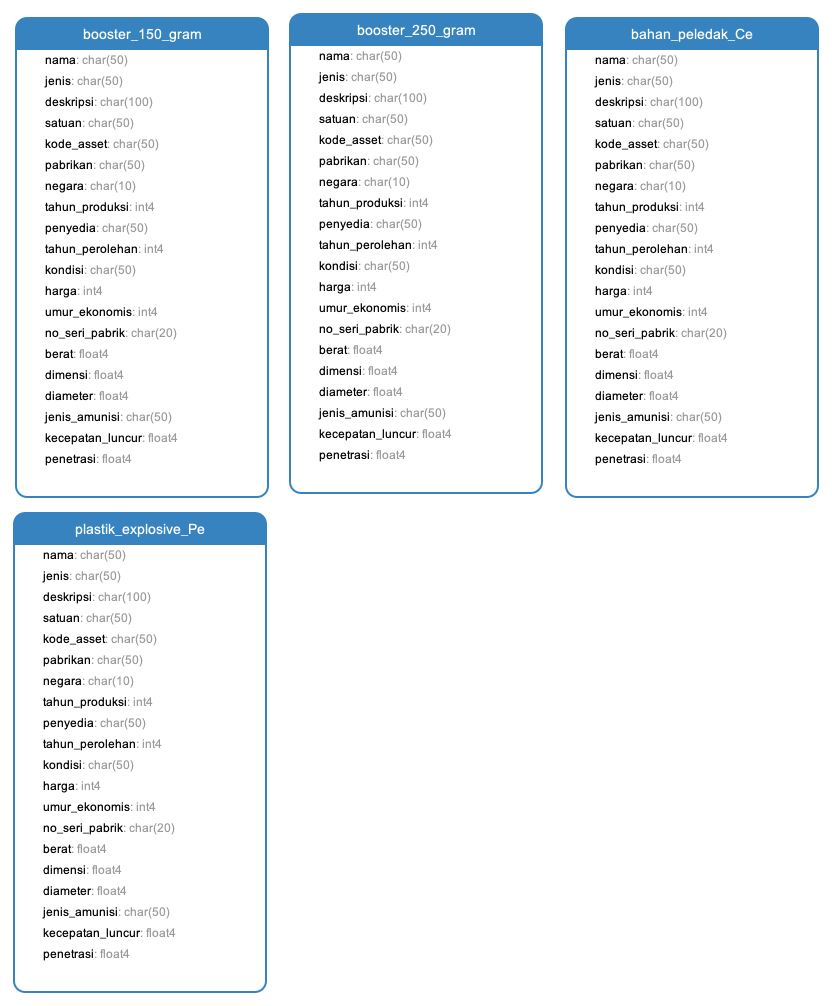 booster_150_gram
nama: char(50)
jenis: char(50)
deskripsi: char(100)
satuan: char(50)
kode_asset: char(50)
pabrikan: char(50)
negara: char(10)
tahun_produksi: int4
penyedia: char(50)
tahun_perolehan: int4
kondisi: char(50)
harga: int4
umur_ekonomis: int4
no_seri_pabrik: char(20)
berat: float4
dimensi: float4
diameter: float4
jenis_amunisi: char(50)
kecepatan_luncur: float4
penetrasi: float4
booster_250_gram
nama: char(50)
jenis: char(50)
deskripsi: char(100)
satuan: char(50)
kode_asset: char(50)
pabrikan: char(50)
negara: char(10)
tahun_produksi: int4
penyedia: char(50)
tahun_perolehan: int4
kondisi: char(50)
harga: int4
umur_ekonomis: int4
no_seri_pabrik: char(20)
berat: float4
dimensi: float4
diameter: float4
jenis_amunisi: char(50)
kecepatan_luncur: float4
penetrasi: float4
bahan_peledak_Ce
nama: char(50)
jenis: char(50)
deskripsi: char(100)
satuan: char(50)
kode_asset: char(50)
pabrikan: char(50)
negara: char(10)
tahun_produksi: int4
penyedia: char(50)
tahun_perolehan: int4
kondisi: char(50)
harga: int4
umur_ekonomis: int4
no_seri_pabrik: char(20)
berat: float4
dimensi: float4
diameter: float4
jenis_amunisi: char(50)
kecepatan_luncur: float4
penetrasi: float4
plastik_explosive_Pe
nama: char(50)
jenis: char(50)
deskripsi: char(100)
satuan: char(50)
kode_asset: char(50)
pabrikan: char(50)
negara: char(10)
tahun_produksi: int4
penyedia: char(50)
tahun_perolehan: int4
kondisi: char(50)
harga: int4
umur_ekonomis: int4
no_seri_pabrik: char(20)
berat: float4
dimensi: float4
diameter: float4
jenis_amunisi: char(50)
kecepatan_luncur: float4
penetrasi: float4